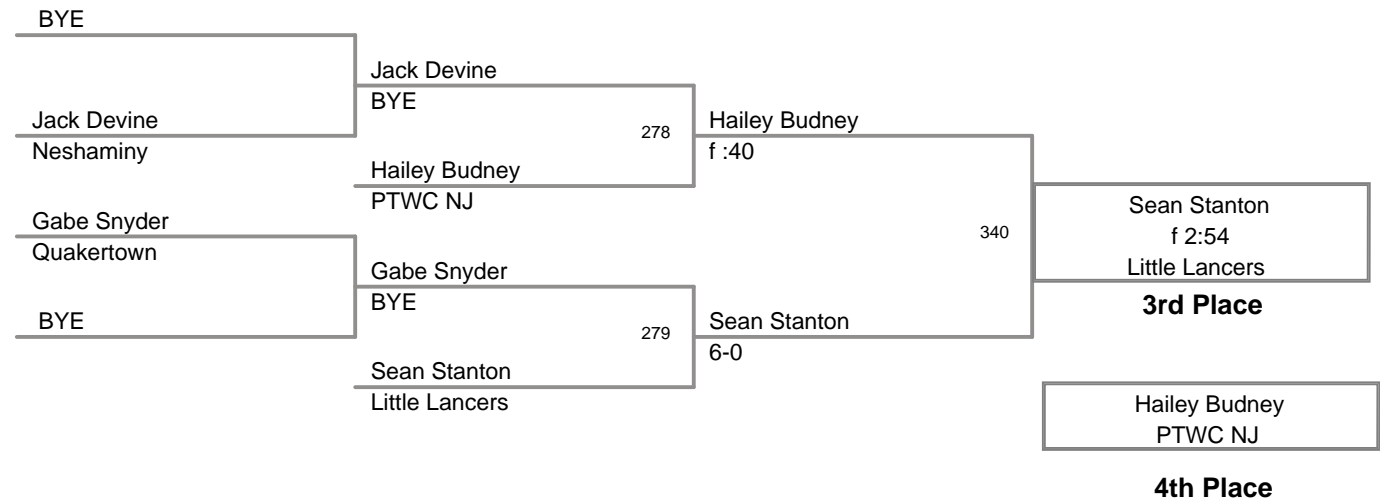 BYE
Jack Devine
BYE
Jack Devine
Neshaminy
278
Hailey Budney
f :40
Hailey Budney
PTWC NJ
Gabe Snyder
Quakertown
340
Sean Stanton
f 2:54
Little Lancers
3rd Place
Gabe Snyder
BYE
BYE
279
Sean Stanton
6-0
Sean Stanton
Little Lancers
Hailey Budney
PTWC NJ
4th Place